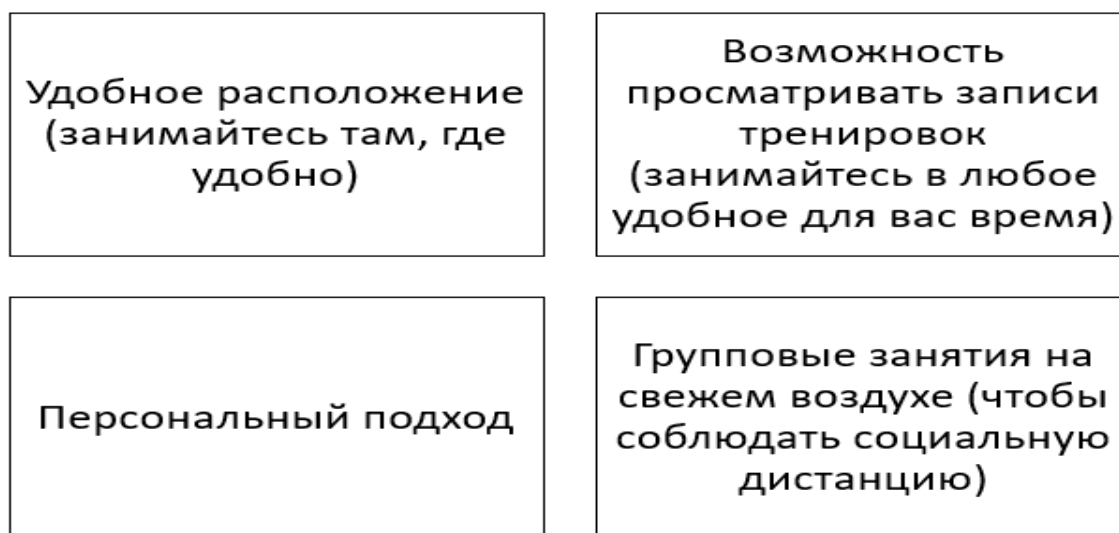 Удобное расположение
(занимайтесь там, где
удобно)
Возможность
просматривать записи
тренировок
(занимайтесь в любое
удобное для вас время)
Персональный подход
Групповые занятия на
свежем воздухе (чтобы
соблюдать социальную
дистанцию)